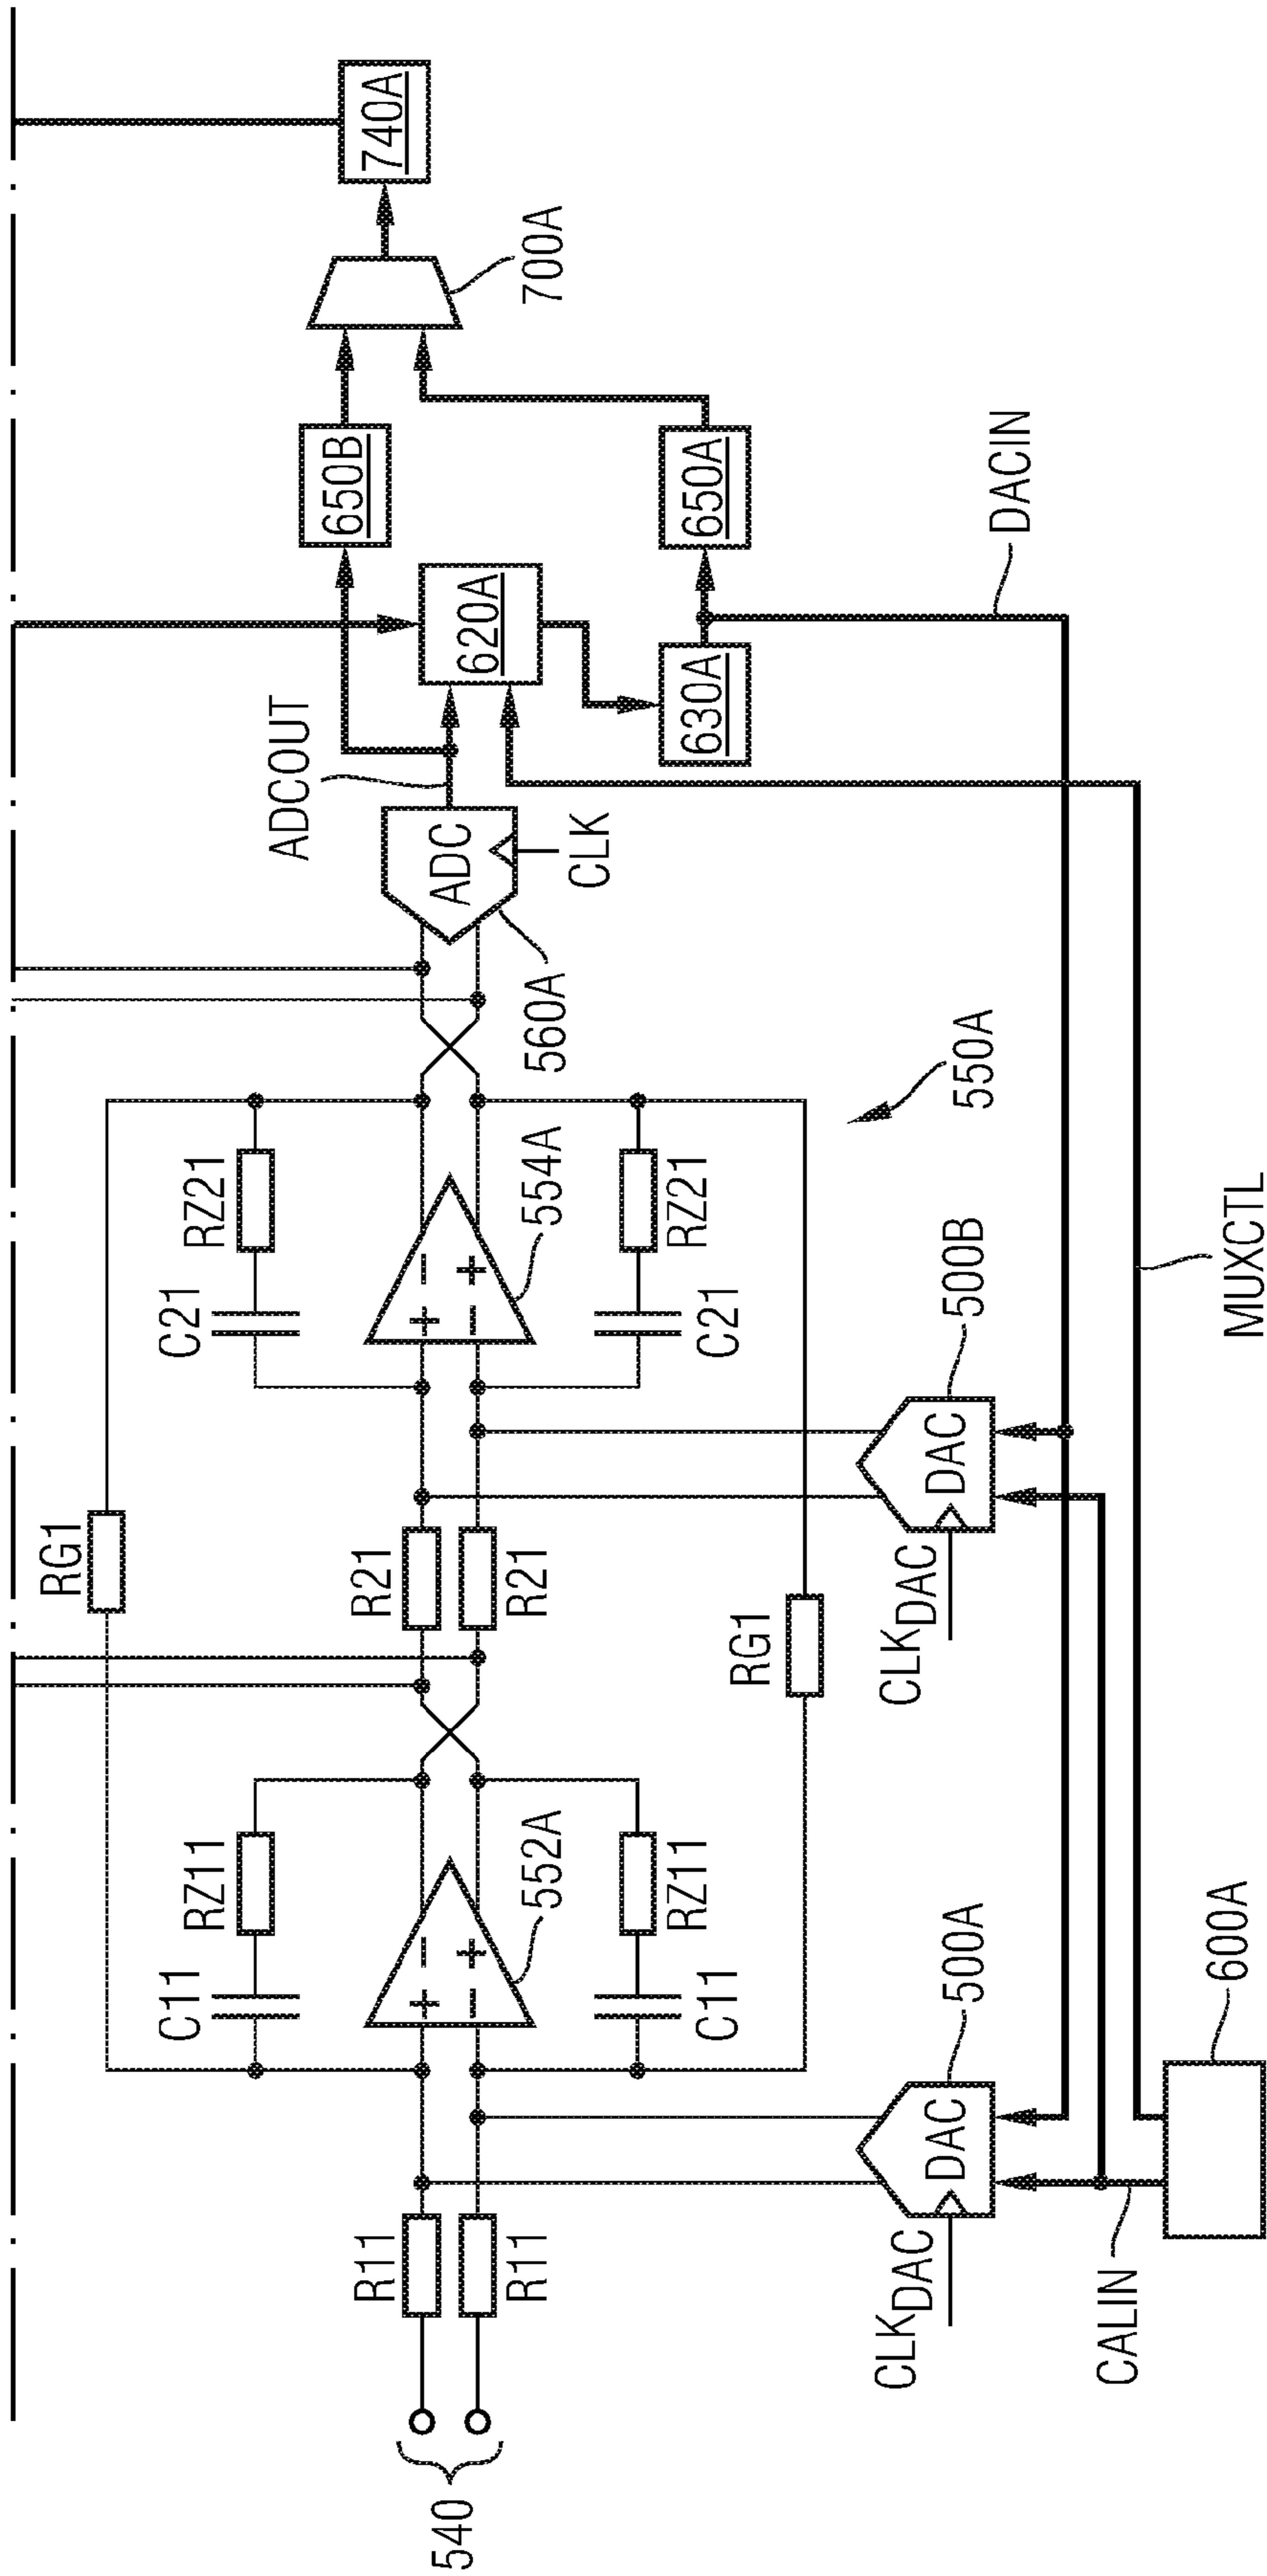 740A
700A
650B
650A
DACIN
620A
630A
ADCOUT
ADC
CLK
560A
550A
RZ21
C21
554A
RZ21
C21
MUXCTL
500B
DAC
CLKDAC
RG1
R21
R21
RG1
RZ11
C11
552A
RZ11
C11
500A
DAC
CLKDAC
600A
CALIN
R11
R11
540
+ −
− +
+ −
− +